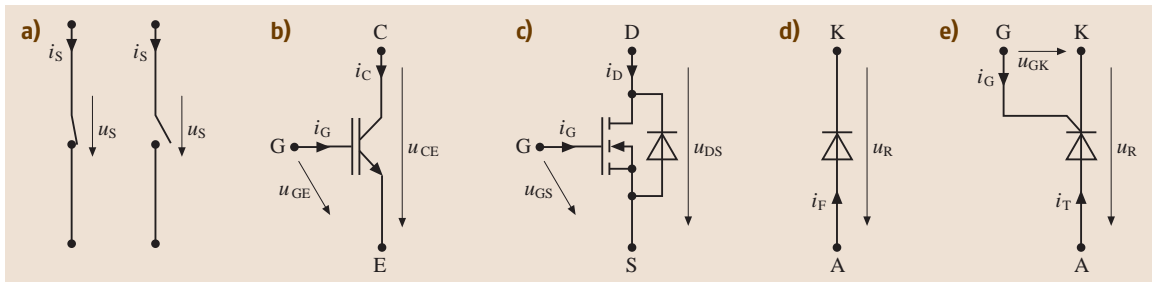 a)
iS
uS
iS
uS
b)
C
iC
G
iG
uCE
uGE
E
c)
D
iD
G
iG
uDS
uGS
S
d)
K
uR
iF
A
e)
G
K
uGK
iG
uR
iT
A